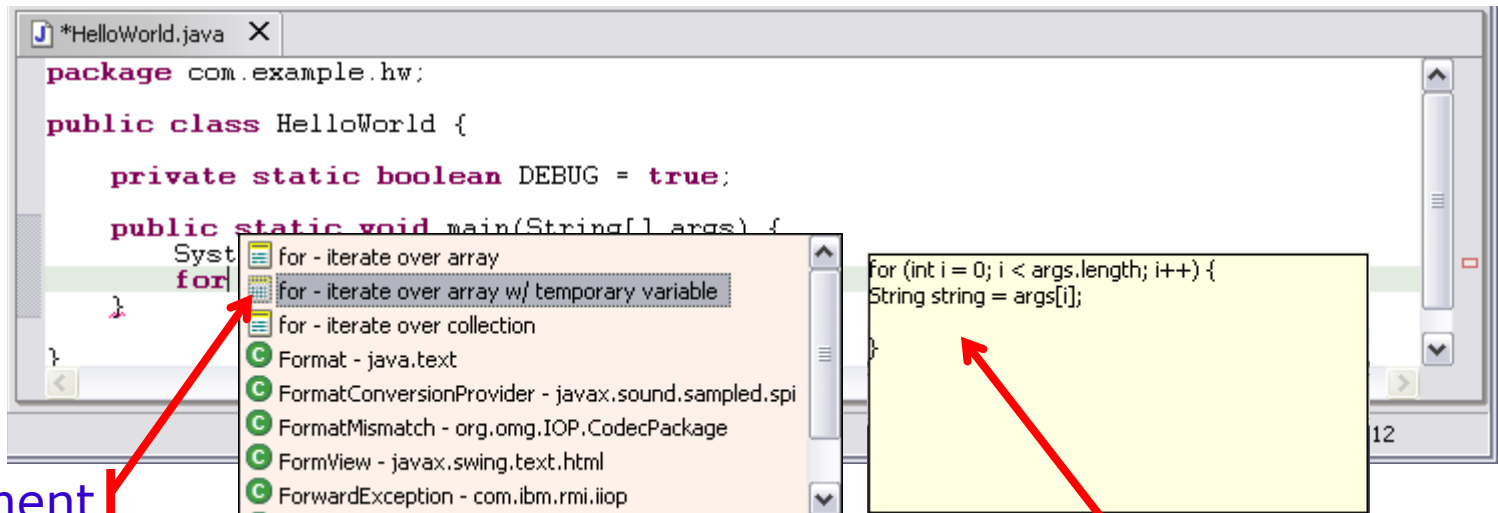 *HelloWorld.java
package com.example.hw;
public class HelloWorld {
private static boolean DEBUG = true;
public static void main(String[] args) {
Syst
for
}
}
for - iterate over array
for - iterate over array w/ temporary variable
for - iterate over collection
Format - java.text
FormatConversionProvider - javax.sound.sampled.spi
FormatMismatch - org.omg.IOP.CodecPackage
FormView - javax.swing.text.html
ForwardException - com.ibm.rmi.iiop
for (int i = 0; i < args.length; i++) {
String string = args[i];
}
12